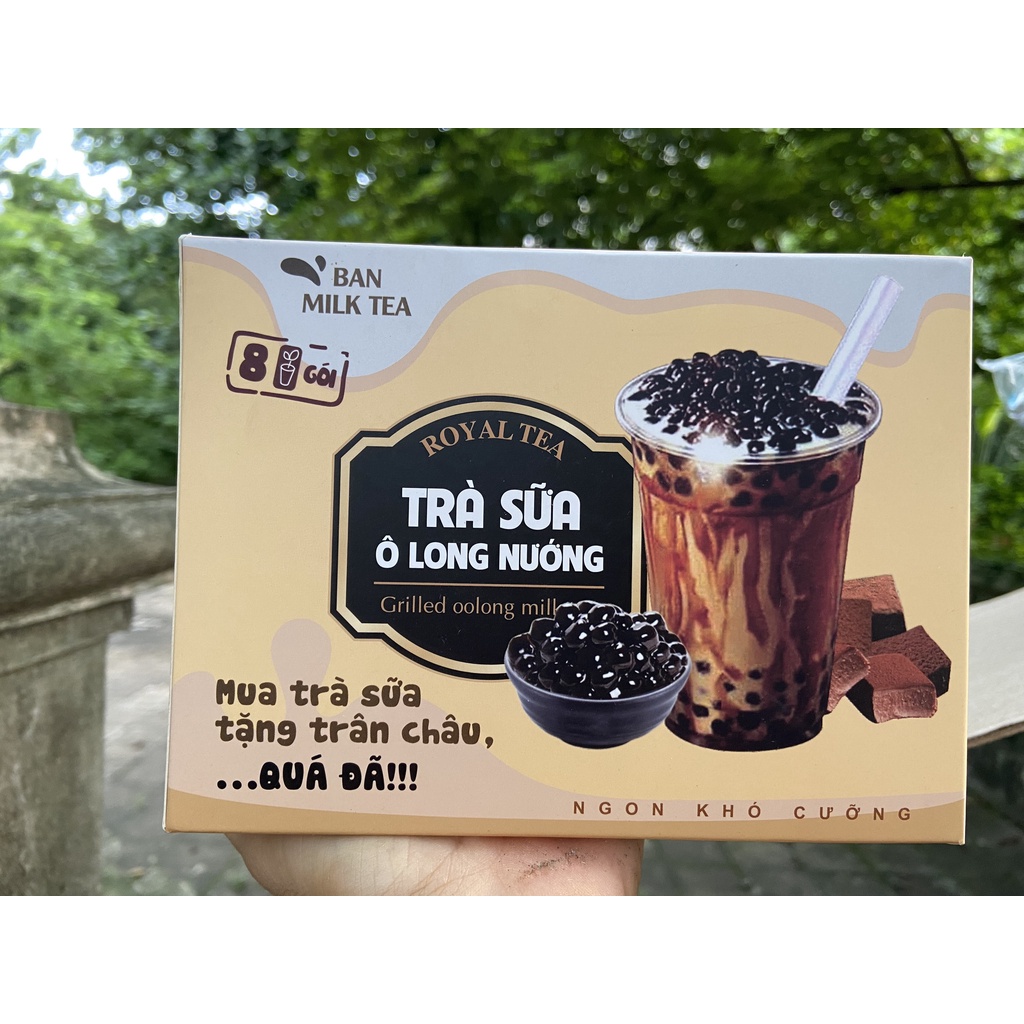 BAN
MILK TEA
8 GÓI
ROYAL TEA
TRÀ SỮA
Ô LONG NƯỚNG
Grilled oolong mil
Mua trà sữa
tặng trân châu,
...QUÁ ĐÃ!!!
NGON KHÓ CƯỠNG